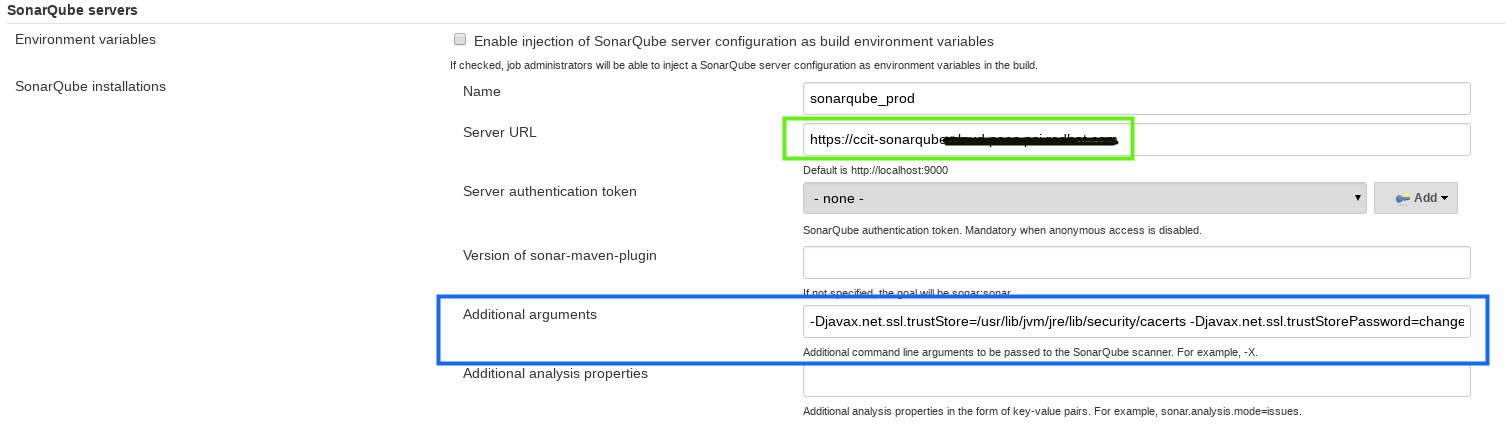 SonarQube servers
Environment variables
Enable injection of SonarQube server configuration as build environment variables
If checked, job administrators will be able to inject a SonarQube server configuration as environment variables in the build.
SonarQube installations
Name
sonarqube_prod
Server URL
https://ccit-sonarqube
Default is http://localhost:9000
Server authentication token
- none -
Add
SonarQube authentication token. Mandatory when anonymous access is disabled.
Version of sonar-maven-plugin
If not specified, the goal will be sonar:sonar
Additional arguments
-Djavax.net.ssl.trustStore=/usr/lib/jvm/jre/lib/security/cacerts -Djavax.net.ssl.trustStorePassword=change
Additional command line arguments to be passed to the SonarQube scanner. For example, -X.
Additional analysis properties
Additional analysis properties in the form of key-value pairs. For example, sonar.analysis.mode=issues.